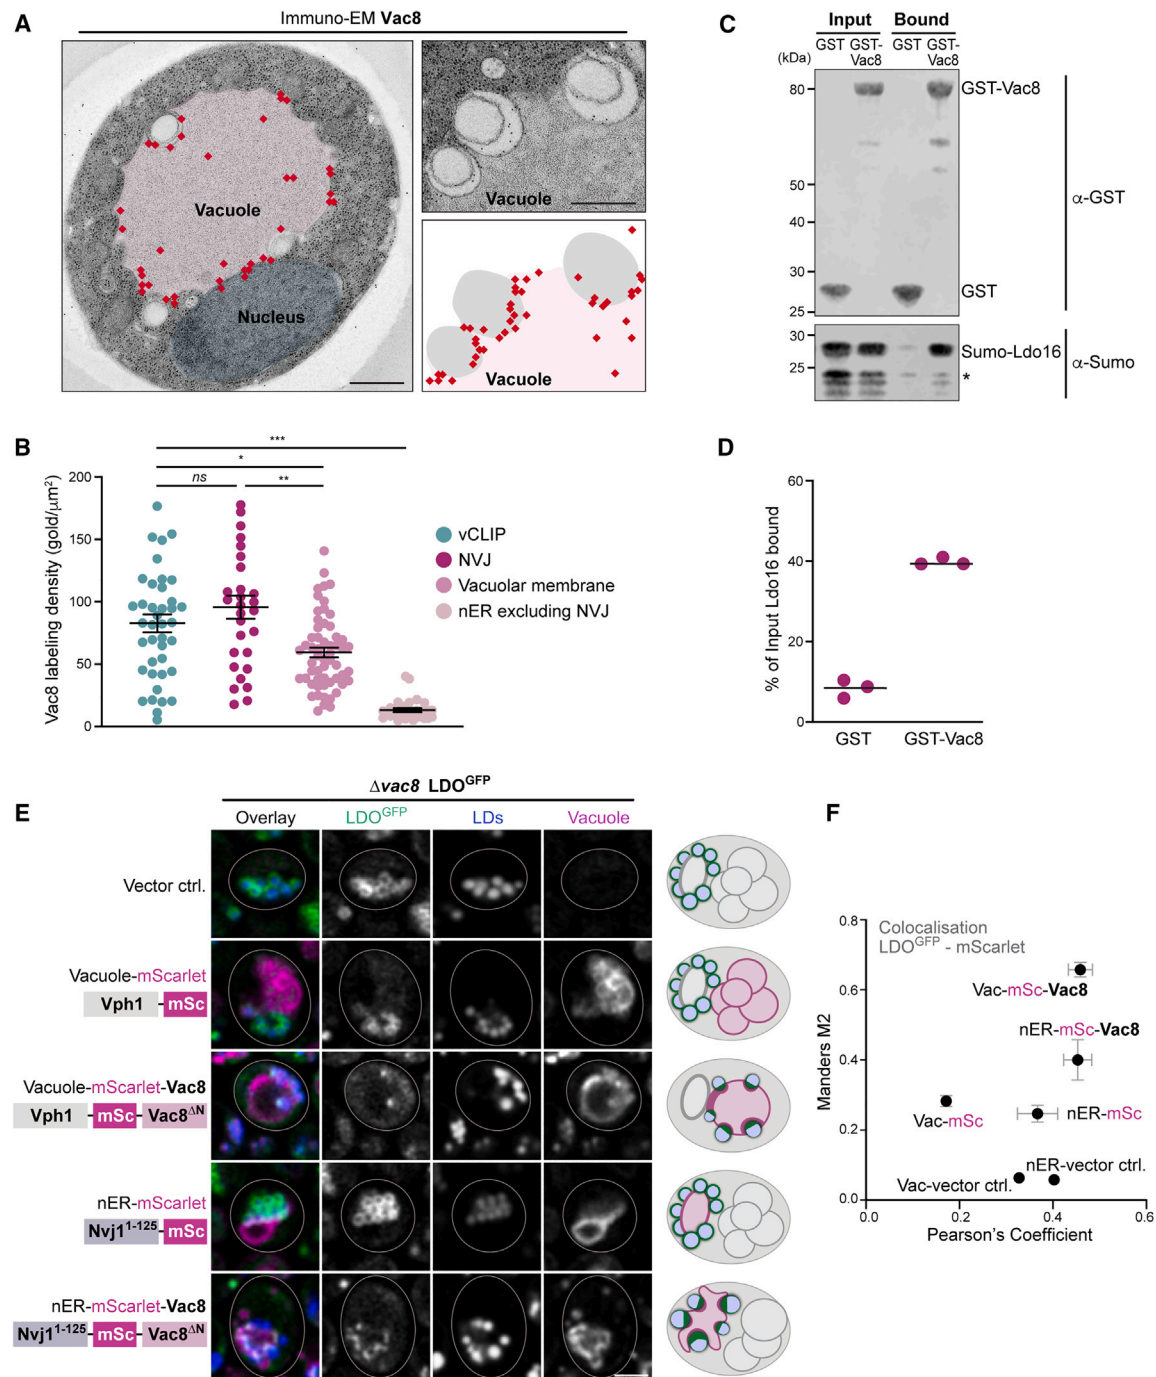 A
Immuno-EM Vac8
Vacuole
Nucleus
Vacuole
Vacuole
C
Input Bound
GST GST-Vac8 GST GST-Vac8
(kDa)
80
50
40
30
25
GST-Vac8
GST
α-GST
30
25
Sumo-Ldo16
*
α-Sumo
B
***
*
ns
**
200
150
100
50
0
Vac8 labeling density (gold/μm²)
vCLIP
NVJ
Vacuolar membrane
nER excluding NVJ
D
60
40
20
0
% of Input Ldo16 bound
GST GST-Vac8
E
Δvac8 LDO^GFP
Overlay LDO^GFP LDs Vacuole
Vector ctrl.
Vacuole-mScarlet
Vph1 mSc
Vacuole-mScarlet-Vac8
Vph1 mSc Vac8^ΔN
nER-mScarlet
Nvj1^1-125 mSc
nER-mScarlet-Vac8
Nvj1^1-125 mSc Vac8^ΔN
F
Colocalisation
LDO^GFP - mScarlet
0.8
0.6
0.4
0.2
0.0
Manders M2
Vac-mSc-Vac8
nER-mSc-Vac8
Vac-mSc
nER-mSc
nER-vector ctrl.
Vac-vector ctrl.
0.0 0.2 0.4 0.6
Pearson's Coefficient